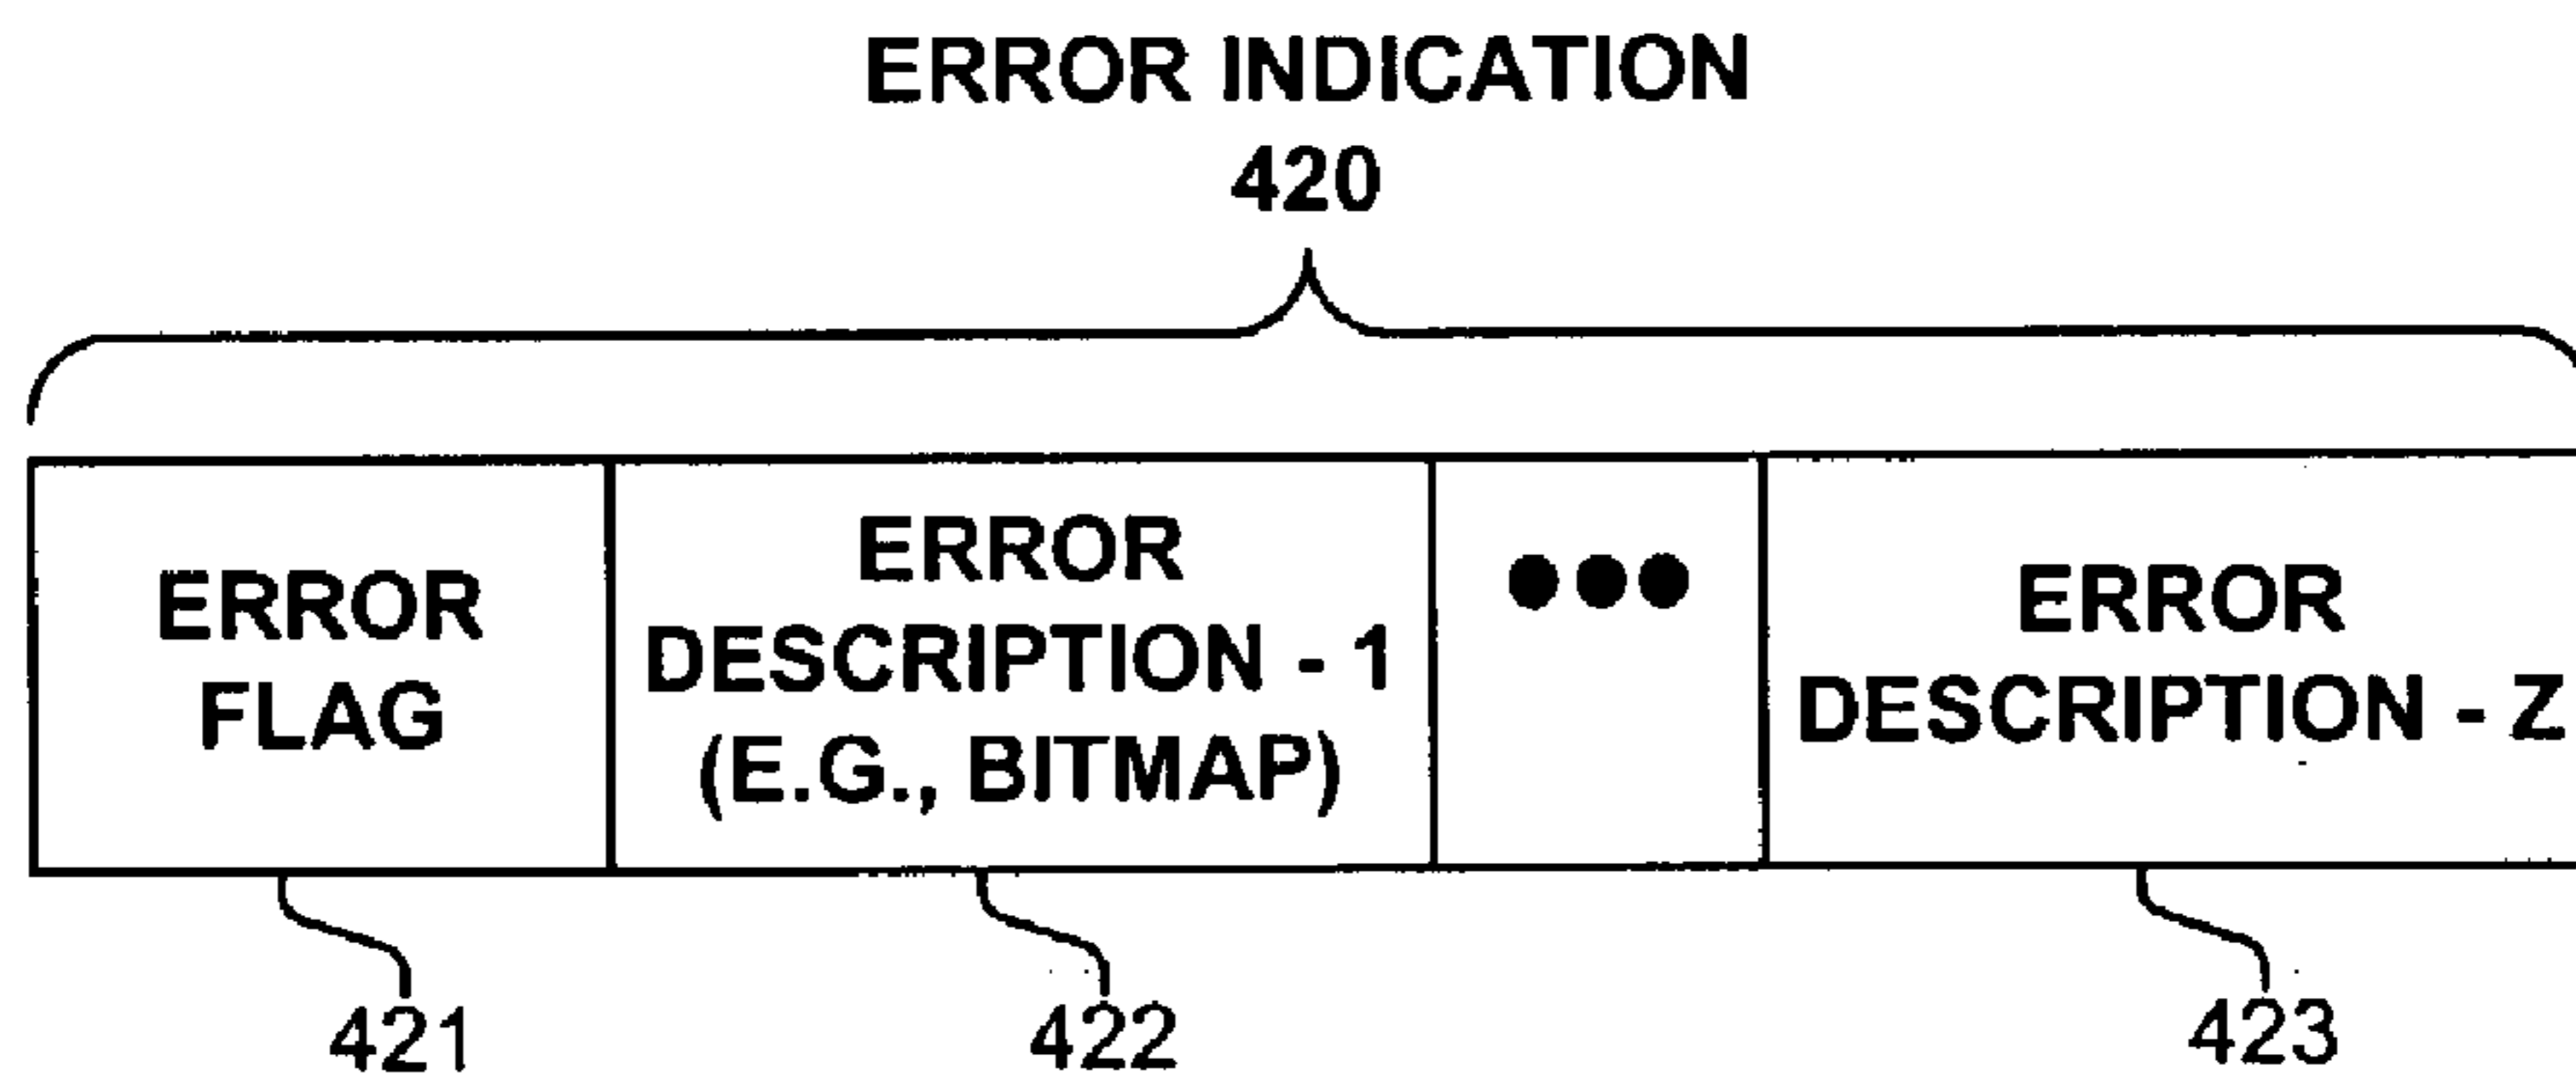 ERROR INDICATION
420
ERROR
FLAG
ERROR
DESCRIPTION - 1
(E.G., BITMAP)
●●●
ERROR
DESCRIPTION - Z
421
422
423